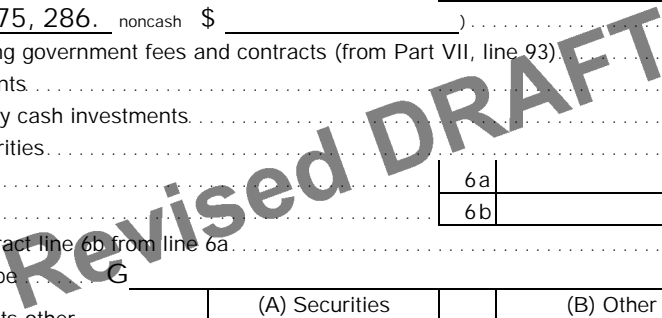 75, 286. noncash $ )
ng government fees and contracts (from Part VII, line 93)
nts
y cash investments
rities
6a
6b
ract line 6b from line 6a
be G
(A) Securities (B) Other
ts other
Revised DRAFT